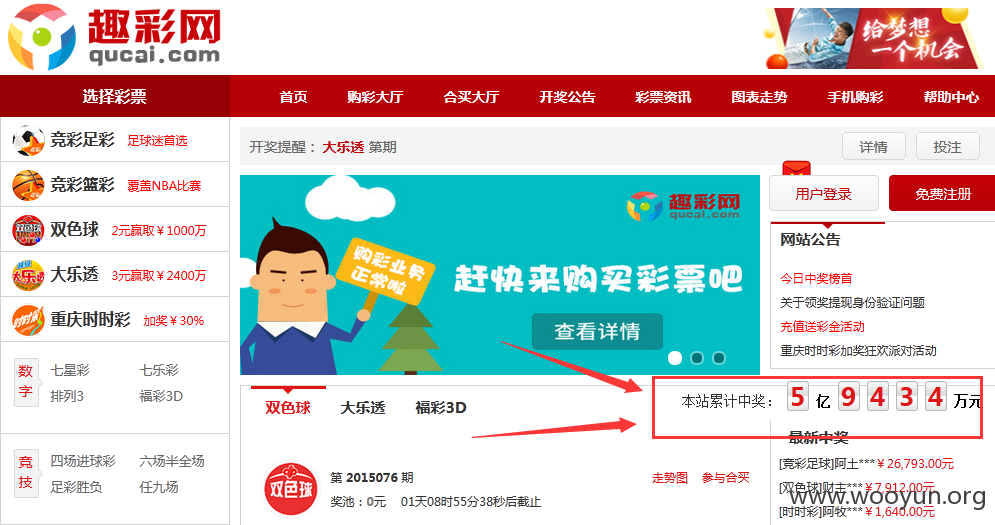 趣彩网
qucai.com
给梦想
一个机会
选择彩票
首页 购彩大厅 合买大厅 开奖公告 彩票资讯 图表走势 手机购彩 帮助中心
竞彩足彩 足球迷首选
竞彩篮彩 覆盖NBA比赛
双色球 2元赢取￥1000万
大乐透 3元赢取￥2400万
重庆时时彩 加奖￥30%
数字
七星彩 七乐彩
排列3 福彩3D
竞技
四场进球彩 六场半全场
足彩胜负 任九场
开奖提醒： 大乐透 第期 详情 投注
趣彩网
qucai.com
购彩业务
正常啦
赶快来购买彩票吧
查看详情
用户登录 免费注册
网站公告
今日中奖榜首
关于领奖提现身份验证问题
充值送彩金活动
重庆时时彩加奖狂欢派对活动
双色球 大乐透 福彩3D
本站累计中奖： 5 亿 9 4 3 4 万元
双色球
第 2015076 期
奖池：0元 01天08时55分38秒后截止
走势图 参与合买
最新中奖
[竞彩足球]阿土***￥26,793.00元
[双色球]财主***￥7,912.00元
[时时彩]阿牧***￥1,640.00元
www.wooyun.org